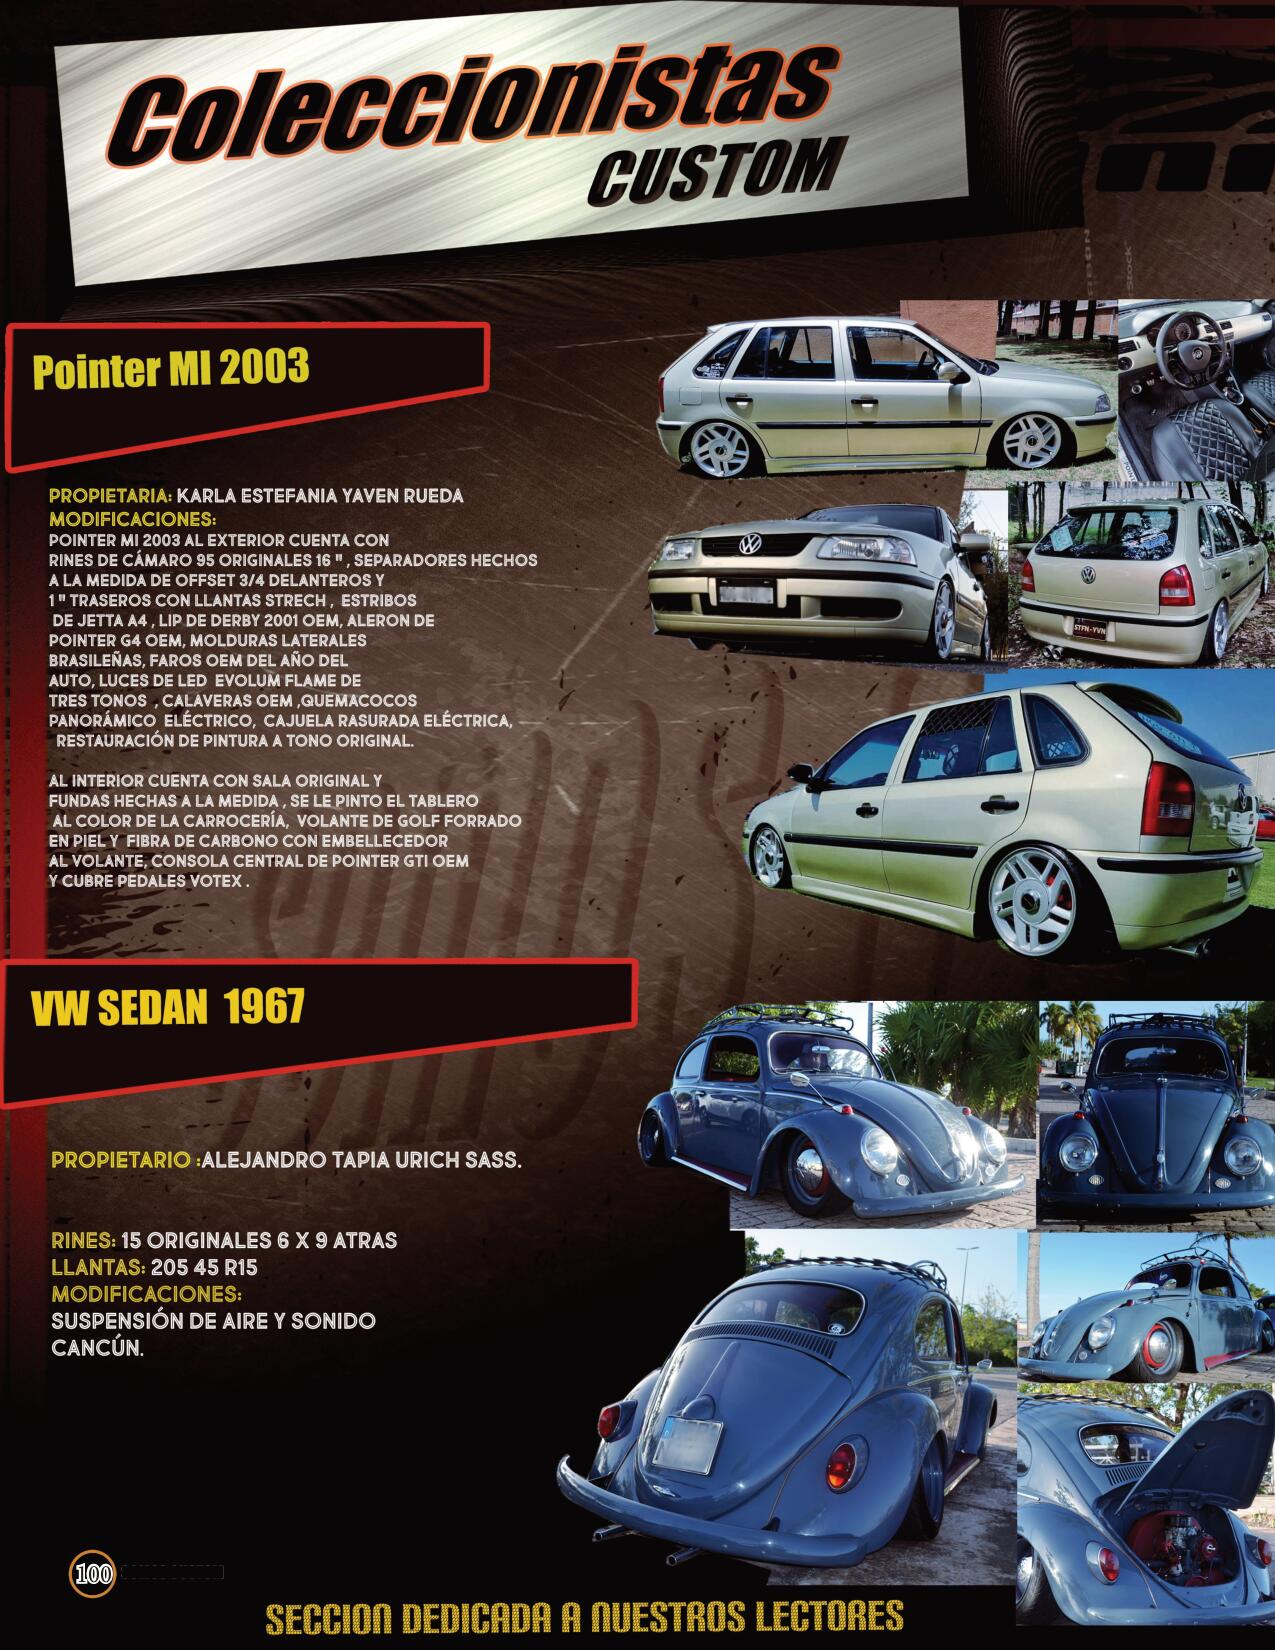 Coleccionistas
CUSTOM
Pointer MI 2003
PROPIETARIA: KARLA ESTEFANIA YAVEN RUEDA
MODIFICACIONES:
POINTER MI 2003 AL EXTERIOR CUENTA CON
RINES DE CÁMARO 95 ORIGINALES 16 " , SEPARADORES HECHOS
A LA MEDIDA DE OFFSET 3/4 DELANTEROS Y
1 " TRASEROS CON LLANTAS STRECH , ESTRIBOS
DE JETTA A4 , LIP DE DERBY 2001 OEM, ALERON DE
POINTER G4 OEM, MOLDURAS LATERALES
BRASILEÑAS, FAROS OEM DEL AÑO DEL
AUTO, LUCES DE LED EVOLUM FLAME DE
TRES TONOS , CALAVERAS OEM ,QUEMACOCOS
PANORÁMICO ELÉCTRICO, CAJUELA RASURADA ELÉCTRICA,
RESTAURACIÓN DE PINTURA A TONO ORIGINAL.
AL INTERIOR CUENTA CON SALA ORIGINAL Y
FUNDAS HECHAS A LA MEDIDA , SE LE PINTO EL TABLERO
AL COLOR DE LA CARROCERÍA, VOLANTE DE GOLF FORRADO
EN PIEL Y FIBRA DE CARBONO CON EMBELLECEDOR
AL VOLANTE, CONSOLA CENTRAL DE POINTER GTI OEM
Y CUBRE PEDALES VOTEX .
STFN-YVN
VW SEDAN 1967
PROPIETARIO :ALEJANDRO TAPIA URICH SASS.
RINES: 15 ORIGINALES 6 X 9 ATRAS
LLANTAS: 205 45 R15
MODIFICACIONES:
SUSPENSIÓN DE AIRE Y SONIDO
CANCÚN.
100
SECCION DEDICADA A NUESTROS LECTORES